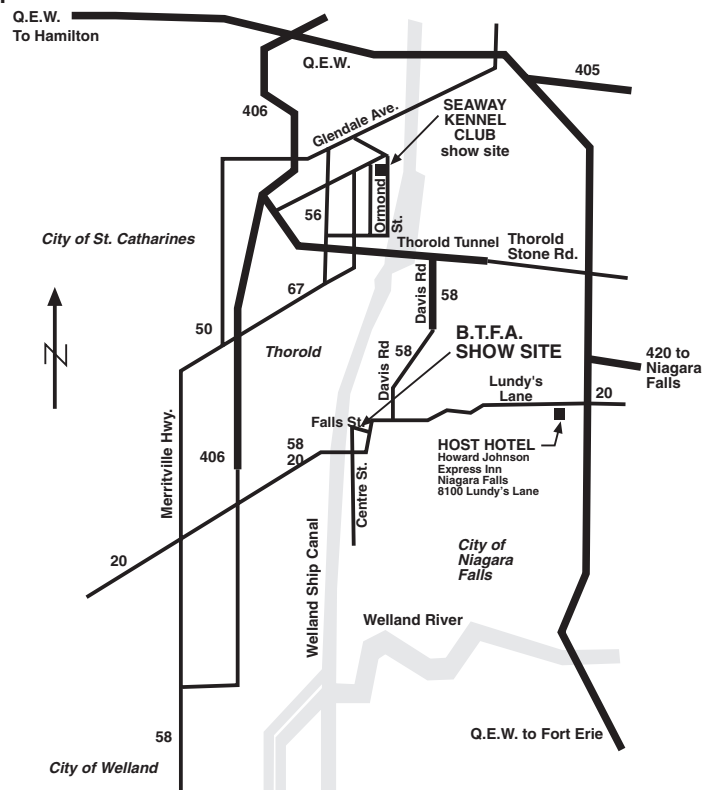 Q.E.W.
To Hamilton
Q.E.W.
405
406
Glendale Ave.
SEAWAY
KENNEL
CLUB
show site
Ormond
St.
56
City of St. Catharines
Thorold Tunnel
Thorold
Stone Rd.
67
Davis Rd
58
N
50
Thorold
B.T.F.A.
SHOW SITE
Davis Rd
58
420 to
Niagara
Falls
Lundy's
Lane
20
Merritville Hwy.
Falls St.
HOST HOTEL
Howard Johnson
Express Inn
Niagara Falls
8100 Lundy's Lane
58
20
406
Centre St.
20
City of
Niagara
Falls
Welland Ship Canal
Welland River
58
Q.E.W. to Fort Erie
City of Welland